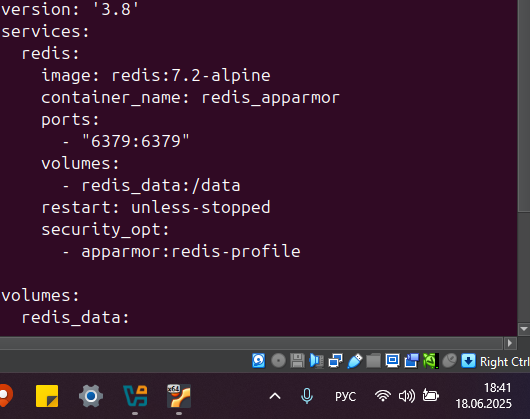 version: '3.8'
services:
  redis:
    image: redis:7.2-alpine
    container_name: redis_apparmor
    ports:
      - "6379:6379"
    volumes:
      - redis_data:/data
    restart: unless-stopped
    security_opt:
      - apparmor:redis-profile

volumes:
  redis_data:
Right Ctrl
x64
РУС
18:41
18.06.2025